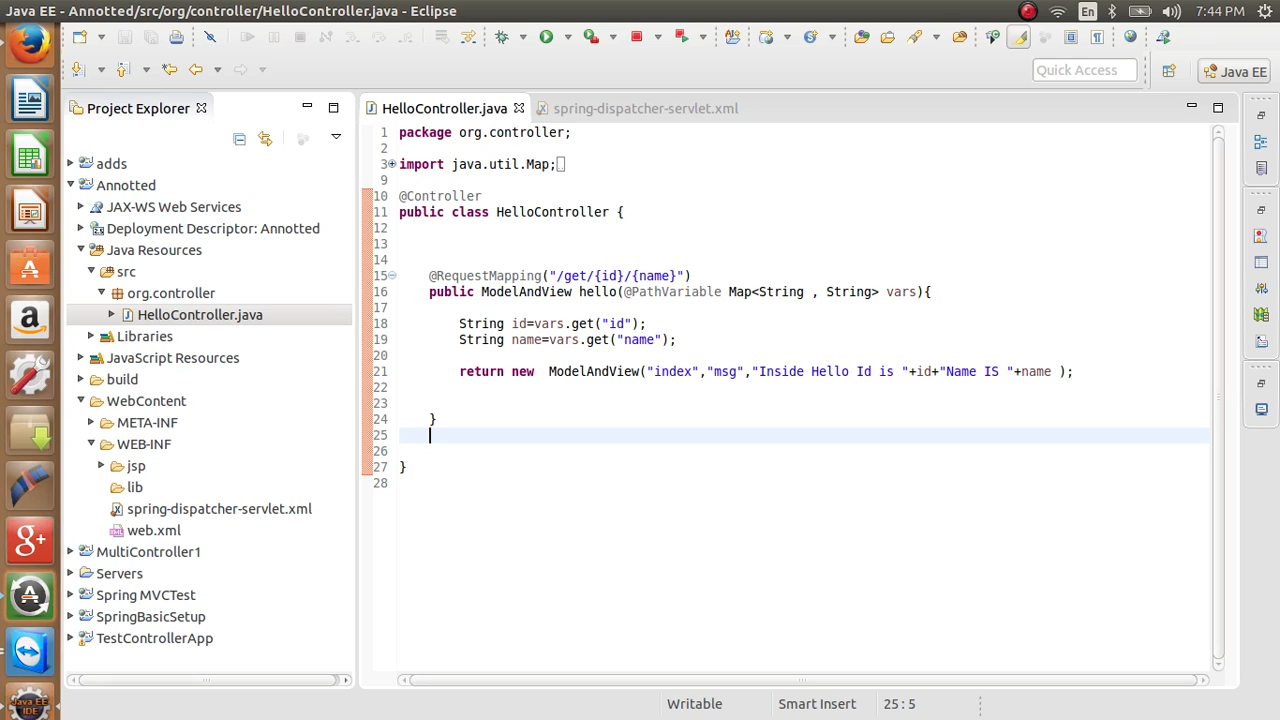 Java EE - Annotted/src/org/controller/HelloController.java - Eclipse
En
7:44 PM
Quick Access
Java EE
Project Explorer
adds
Annotted
JAX-WS Web Services
Deployment Descriptor: Annotted
Java Resources
src
org.controller
HelloController.java
Libraries
JavaScript Resources
build
WebContent
META-INF
WEB-INF
jsp
lib
spring-dispatcher-servlet.xml
web.xml
MultiController1
Servers
Spring MVCTest
SpringBasicSetup
TestControllerApp
HelloController.java
spring-dispatcher-servlet.xml
1 package org.controller;
2
3 import java.util.Map;
9
10 @Controller
11 public class HelloController {
12
13
14
15 @RequestMapping("/get/{id}/{name}")
16 public ModelAndView hello(@PathVariable Map<String , String> vars){
17
18 String id=vars.get("id");
19 String name=vars.get("name");
20
21 return new  ModelAndView("index","msg","Inside Hello Id is "+id+"Name IS "+name );
22
23
24 }
25
26
27 }
28
Writable
Smart Insert
25 : 5
Java EE
IDE